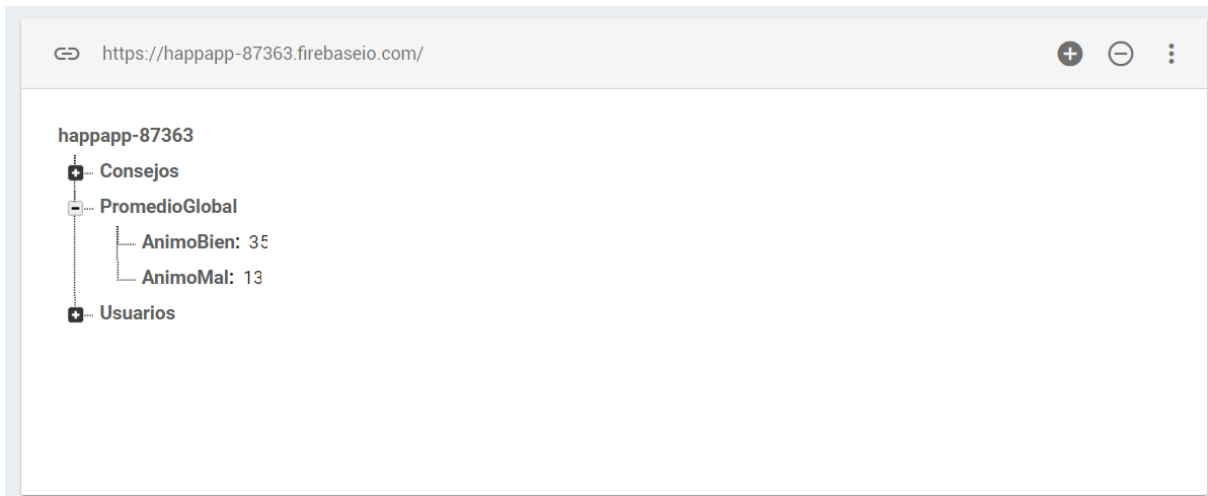 https://happapp-87363.firebaseio.com/
happapp-87363
Consejos
PromedioGlobal
AnimoBien: 35
AnimoMal: 13
Usuarios